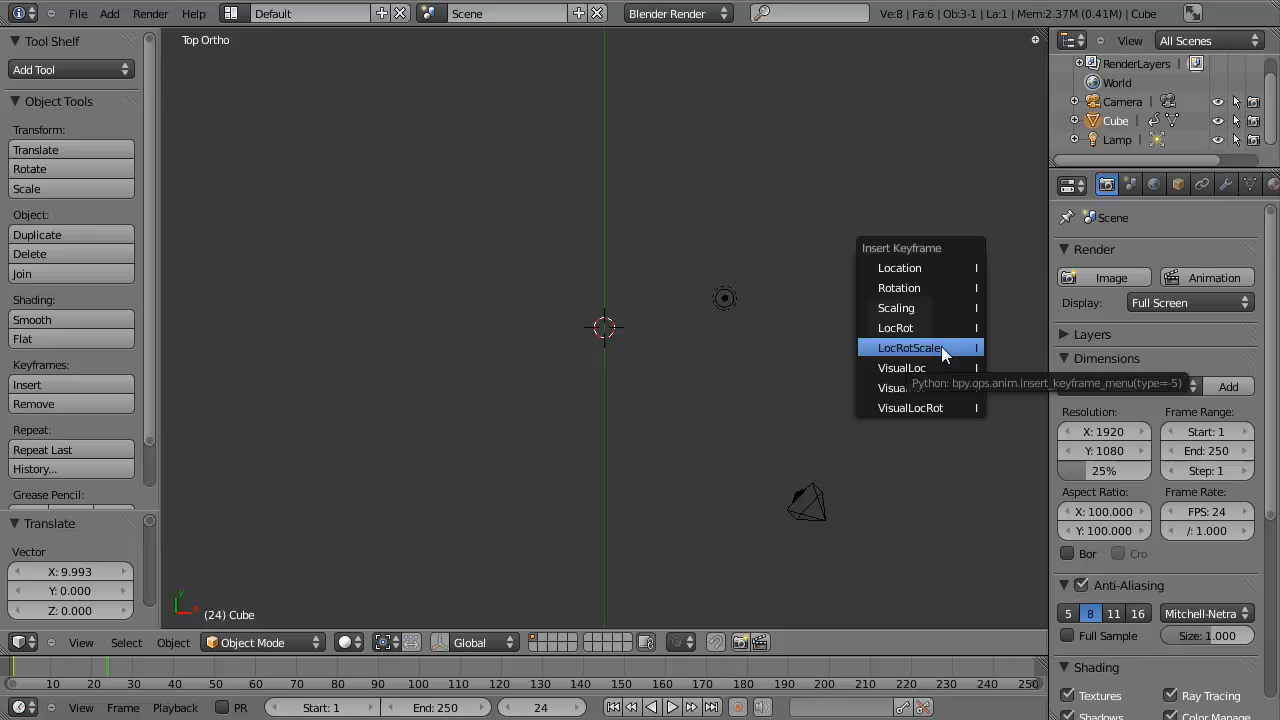 File Add Render Help Default Scene Blender Render Ve:8 | Fa:6 | Ob:3-1 | La:1 | Mem:2.37M (0.41M) | Cube
Tool Shelf
Add Tool
Object Tools
Transform:
Translate
Rotate
Scale
Object:
Duplicate
Delete
Join
Shading:
Smooth
Flat
Keyframes:
Insert
Remove
Repeat:
Repeat Last
History...
Grease Pencil:
Translate
Vector
X: 9.993
Y: 0.000
Z: 0.000
Top Ortho
Insert Keyframe
Location I
Rotation I
Scaling I
LocRot I
LocRotScale I
VisualLoc I
Visual
VisualLocRot I
Python: bpy.ops.anim.insert_keyframe_menu(type=-5)
y
(24) Cube
View Select Object Object Mode Global
0 10 20 30 40 50 60 70 80 90 100 110 120 130 140 150 160 170 180 190 200 210 220 230 240 250
View Frame Playback PR Start: 1 End: 250 24
View All Scenes
RenderLayers |
World
Camera |
Cube |
Lamp |
Scene
Render
Image Animation
Display: Full Screen
Layers
Dimensions
Add
Resolution: Frame Range:
X: 1920 Start: 1
Y: 1080 End: 250
25% Step: 1
Aspect Ratio: Frame Rate:
X: 100.000 FPS: 24
Y: 100.000 /: 1.000
Bor Cro
Anti-Aliasing
5 8 11 16 Mitchell-Netra
Full Sample Size: 1.000
Shading
Textures Ray Tracing
Shadows Color Manage